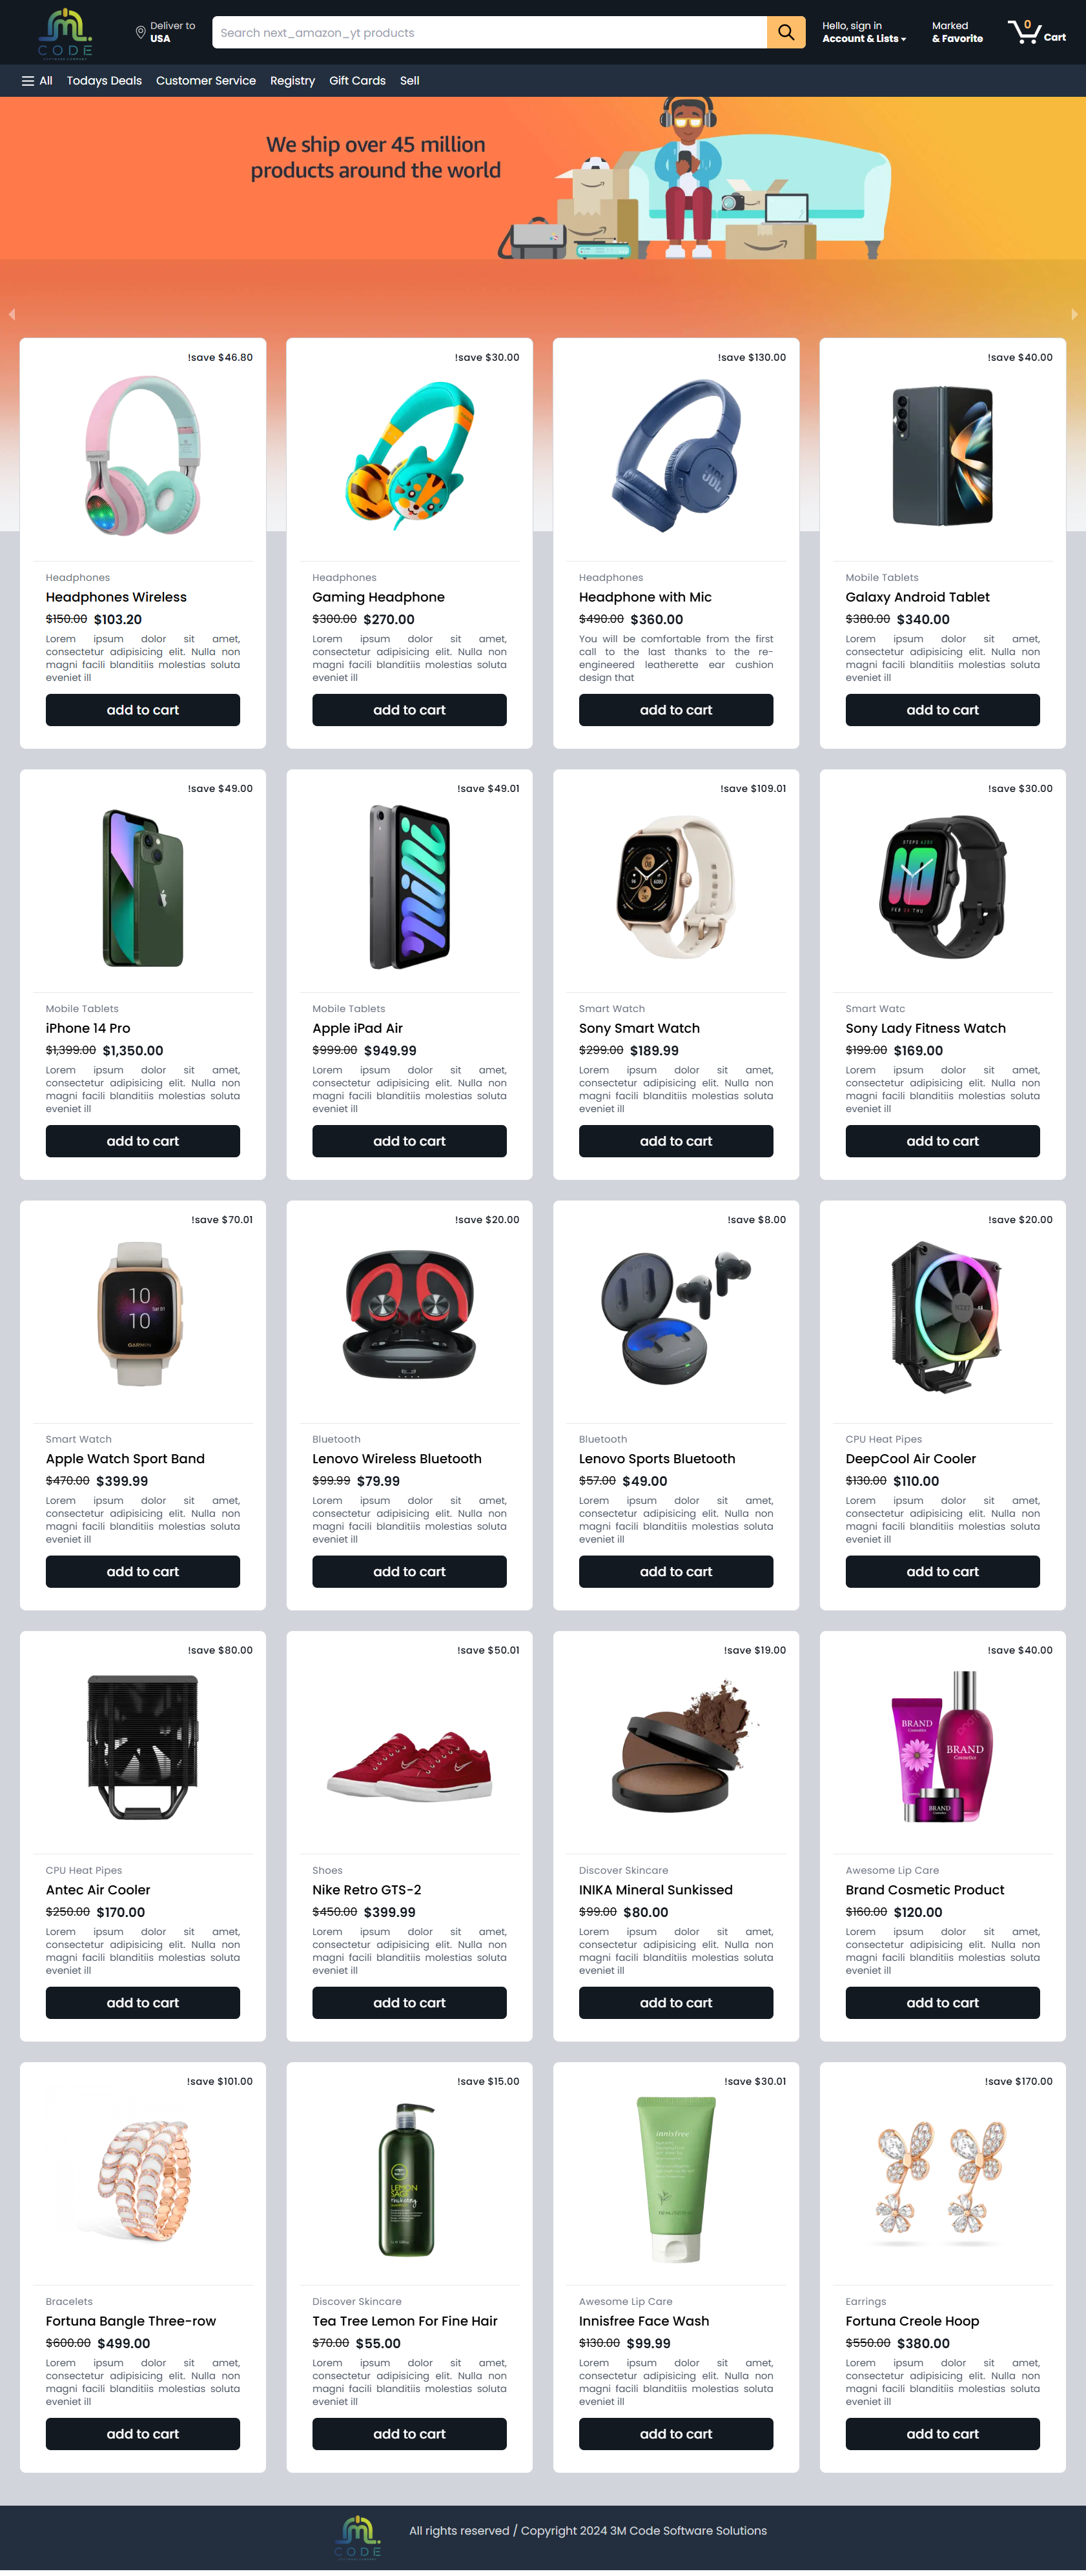 CODE
Deliver to
USA
Search next_amazon_yt products
Hello, sign in
Account & Lists
Marked
& Favorite
0
Cart
All Todays Deals Customer Service Registry Gift Cards Sell
We ship over 45 million
products around the world
!save $46.80
Headphones
Headphones Wireless
$150.00 $103.20
Lorem ipsum dolor sit amet,
consectetur adipisicing elit. Nulla non
magni facili blanditiis molestias soluta
eveniet ill
add to cart
!save $30.00
Headphones
Gaming Headphone
$300.00 $270.00
Lorem ipsum dolor sit amet,
consectetur adipisicing elit. Nulla non
magni facili blanditiis molestias soluta
eveniet ill
add to cart
!save $130.00
JBL
Headphones
Headphone with Mic
$490.00 $360.00
You will be comfortable from the first
call to the last thanks to the re-
engineered leatherette ear cushion
design that
add to cart
!save $40.00
Mobile Tablets
Galaxy Android Tablet
$380.00 $340.00
Lorem ipsum dolor sit amet,
consectetur adipisicing elit. Nulla non
magni facili blanditiis molestias soluta
eveniet ill
add to cart
!save $49.00
Mobile Tablets
iPhone 14 Pro
$1,399.00 $1,350.00
Lorem ipsum dolor sit amet,
consectetur adipisicing elit. Nulla non
magni facili blanditiis molestias soluta
eveniet ill
add to cart
!save $49.01
mini
Mobile Tablets
Apple iPad Air
$999.00 $949.99
Lorem ipsum dolor sit amet,
consectetur adipisicing elit. Nulla non
magni facili blanditiis molestias soluta
eveniet ill
add to cart
!save $109.01
Smart Watch
Sony Smart Watch
$299.00 $189.99
Lorem ipsum dolor sit amet,
consectetur adipisicing elit. Nulla non
magni facili blanditiis molestias soluta
eveniet ill
add to cart
!save $30.00
Smart Watc
Sony Lady Fitness Watch
$199.00 $169.00
Lorem ipsum dolor sit amet,
consectetur adipisicing elit. Nulla non
magni facili blanditiis molestias soluta
eveniet ill
add to cart
!save $70.01
10
10
GARMIN
Smart Watch
Apple Watch Sport Band
$470.00 $399.99
Lorem ipsum dolor sit amet,
consectetur adipisicing elit. Nulla non
magni facili blanditiis molestias soluta
eveniet ill
add to cart
!save $20.00
Bluetooth
Lenovo Wireless Bluetooth
$99.99 $79.99
Lorem ipsum dolor sit amet,
consectetur adipisicing elit. Nulla non
magni facili blanditiis molestias soluta
eveniet ill
add to cart
!save $8.00
Bluetooth
Lenovo Sports Bluetooth
$57.00 $49.00
Lorem ipsum dolor sit amet,
consectetur adipisicing elit. Nulla non
magni facili blanditiis molestias soluta
eveniet ill
add to cart
!save $20.00
CPU Heat Pipes
DeepCool Air Cooler
$130.00 $110.00
Lorem ipsum dolor sit amet,
consectetur adipisicing elit. Nulla non
magni facili blanditiis molestias soluta
eveniet ill
add to cart
!save $80.00
CPU Heat Pipes
Antec Air Cooler
$250.00 $170.00
Lorem ipsum dolor sit amet,
consectetur adipisicing elit. Nulla non
magni facili blanditiis molestias soluta
eveniet ill
add to cart
!save $50.01
Shoes
Nike Retro GTS-2
$450.00 $399.99
Lorem ipsum dolor sit amet,
consectetur adipisicing elit. Nulla non
magni facili blanditiis molestias soluta
eveniet ill
add to cart
!save $19.00
Discover Skincare
INIKA Mineral Sunkissed
$99.00 $80.00
Lorem ipsum dolor sit amet,
consectetur adipisicing elit. Nulla non
magni facili blanditiis molestias soluta
eveniet ill
add to cart
!save $40.00
BRAND
Cosmetics
BRAND
Cosmetics
BRAND
Awesome Lip Care
Brand Cosmetic Product
$160.00 $120.00
Lorem ipsum dolor sit amet,
consectetur adipisicing elit. Nulla non
magni facili blanditiis molestias soluta
eveniet ill
add to cart
!save $101.00
Bracelets
Fortuna Bangle Three-row
$600.00 $499.00
Lorem ipsum dolor sit amet,
consectetur adipisicing elit. Nulla non
magni facili blanditiis molestias soluta
eveniet ill
add to cart
!save $15.00
LEMON
SAGE
Discover Skincare
Tea Tree Lemon For Fine Hair
$70.00 $55.00
Lorem ipsum dolor sit amet,
consectetur adipisicing elit. Nulla non
magni facili blanditiis molestias soluta
eveniet ill
add to cart
!save $30.01
innisfree
Awesome Lip Care
Innisfree Face Wash
$130.00 $99.99
Lorem ipsum dolor sit amet,
consectetur adipisicing elit. Nulla non
magni facili blanditiis molestias soluta
eveniet ill
add to cart
!save $170.00
Earrings
Fortuna Creole Hoop
$550.00 $380.00
Lorem ipsum dolor sit amet,
consectetur adipisicing elit. Nulla non
magni facili blanditiis molestias soluta
eveniet ill
add to cart
CODE
All rights reserved / Copyright 2024 3M Code Software Solutions